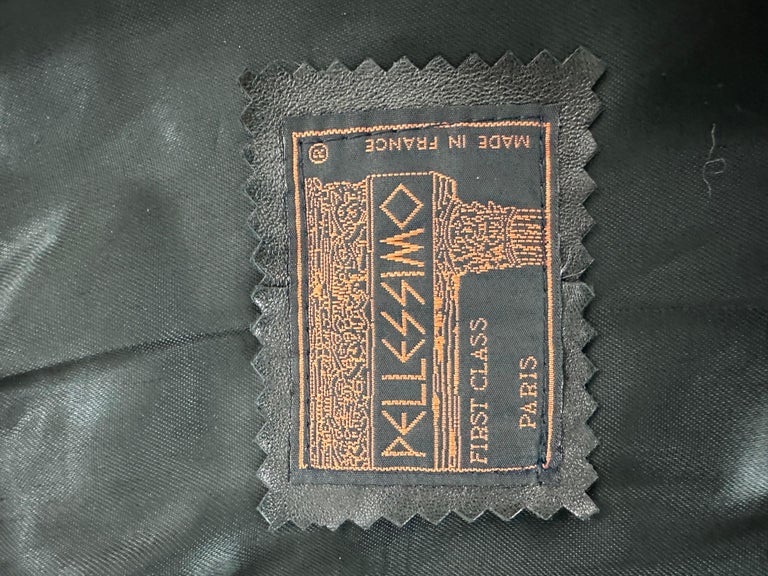 ®
PELLESSIMO
FIRST CLASS
PARIS
MADE IN FRANCE